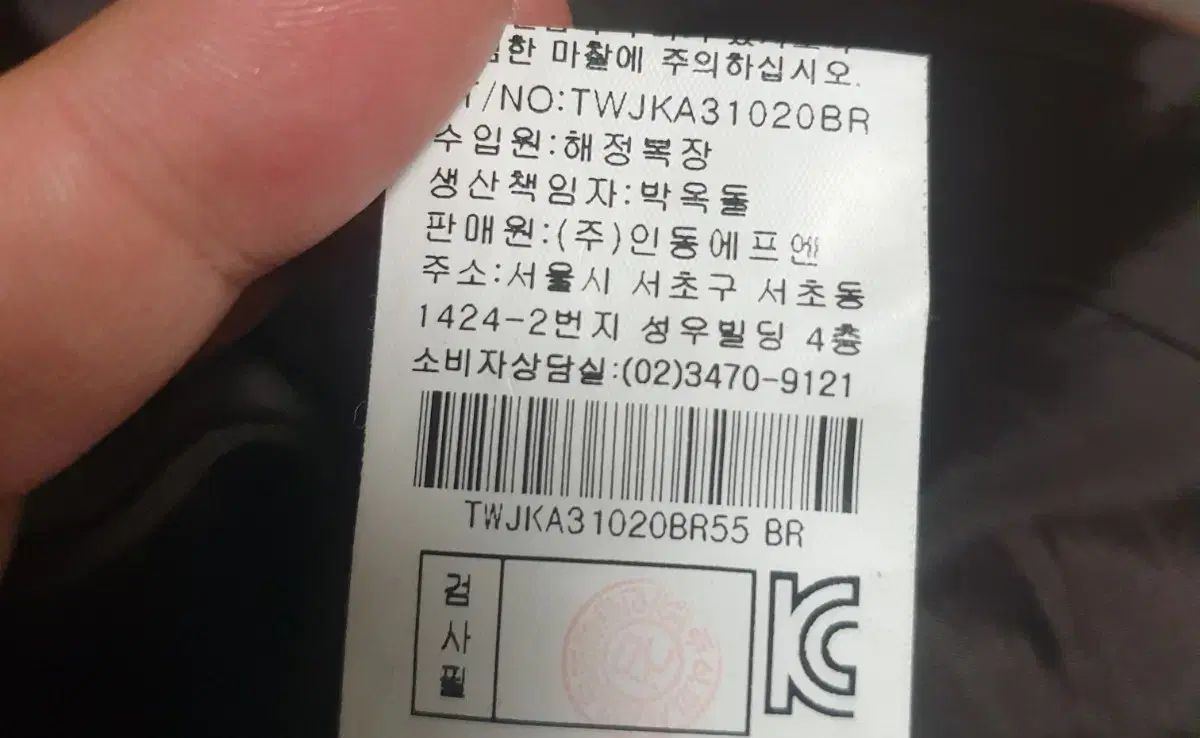 한 마찰에 주의하십시오.
/NO:TWJKA31020BR
수입원:해정복장
생산책임자:박옥돌
판매원:(주)인동에프엔
주소:서울시 서초구 서초동
1424-2번지 성우빌딩 4층
소비자상담실:(02)3470-9121
TWJKA31020BR55 BR
검사필